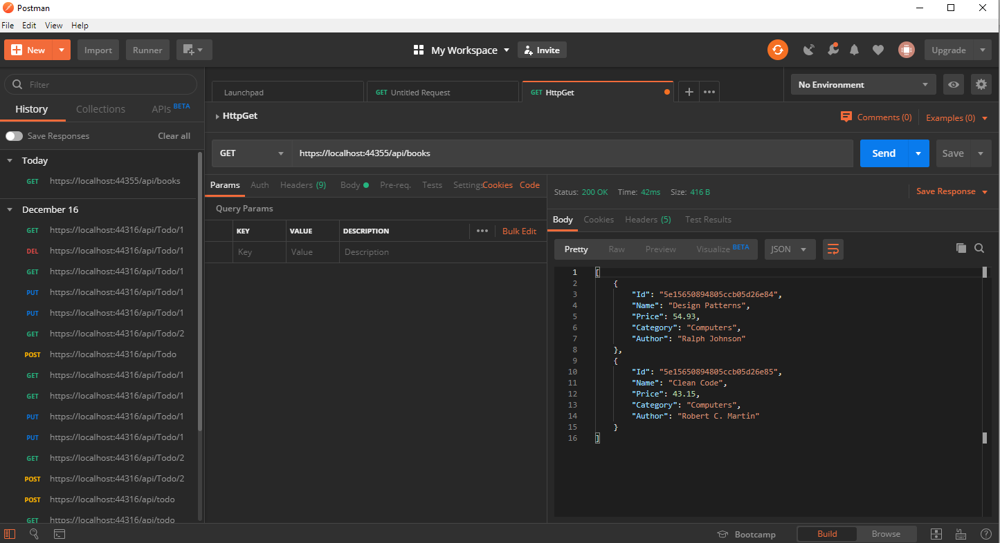 Postman
File Edit View Help
New Import Runner My Workspace Invite Upgrade
Filter
History Collections APIs BETA
Save Responses Clear all
Today
GET https://localhost:44355/api/books
December 16
GET https://localhost:44316/api/Todo/1
DEL https://localhost:44316/api/Todo/1
GET https://localhost:44316/api/Todo/1
PUT https://localhost:44316/api/Todo/1
PUT https://localhost:44316/api/Todo/1
GET https://localhost:44316/api/Todo/2
POST https://localhost:44316/api/Todo
GET https://localhost:44316/api/Todo/1
GET https://localhost:44316/api/Todo/1
PUT https://localhost:44316/api/Todo/1
PUT https://localhost:44316/api/Todo/1
GET https://localhost:44316/api/Todo/2
POST https://localhost:44316/api/Todo/2
POST https://localhost:44316/api/todo
GET https://localhost:44316/api/todo
Launchpad GET Untitled Request GET HttpGet + ••• No Environment
HttpGet Comments (0) Examples (0)
GET https://localhost:44355/api/books Send Save
Params Auth Headers (9) Body Pre-req. Tests Settings Cookies Code
Query Params
KEY VALUE DESCRIPTION ••• Bulk Edit
Key Value Description
Status: 200 OK Time: 42ms Size: 416 B Save Response
Body Cookies Headers (5) Test Results
Pretty Raw Preview Visualize BETA JSON
1 [
2 {
3 "Id": "5e15650894805ccb05d26e84",
4 "Name": "Design Patterns",
5 "Price": 54.93,
6 "Category": "Computers",
7 "Author": "Ralph Johnson"
8 },
9 {
10 "Id": "5e15650894805ccb05d26e85",
11 "Name": "Clean Code",
12 "Price": 43.15,
13 "Category": "Computers",
14 "Author": "Robert C. Martin"
15 }
16 ]
Bootcamp Build Browse